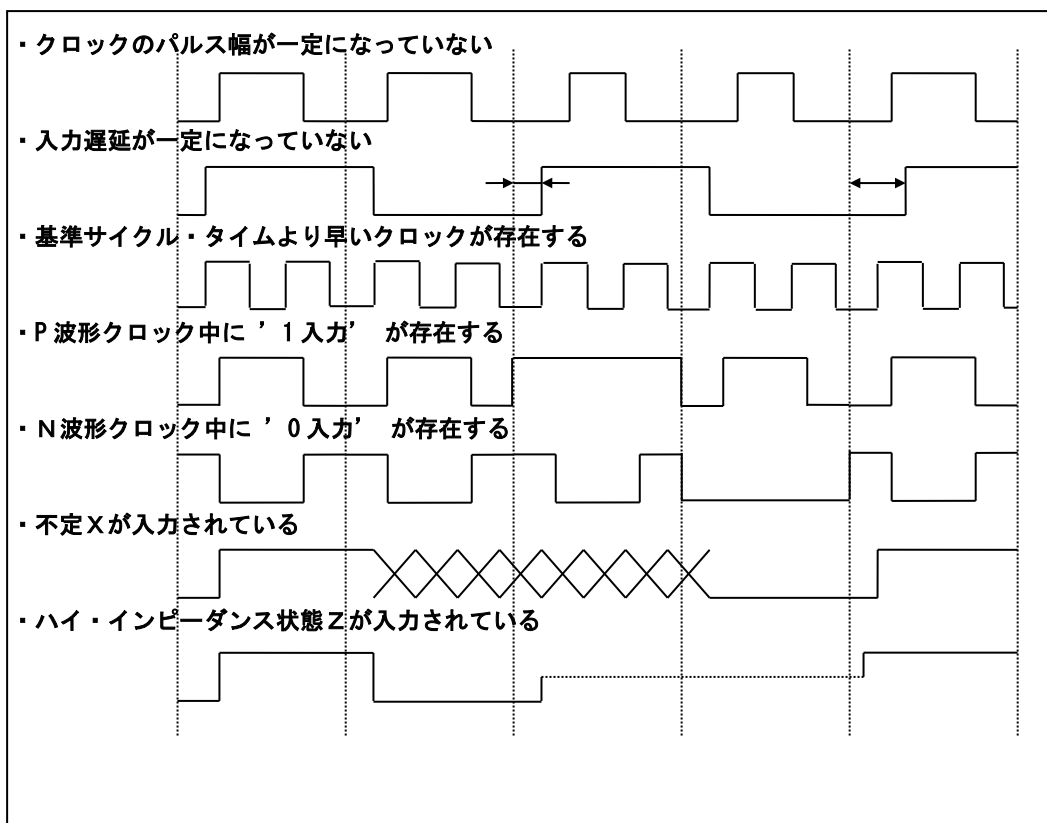 ・クロックのパルス幅が一定になっていない
・入力遅延が一定になっていない
・基準サイクル・タイムより早いクロックが存在する
・P波形クロック中に ’1入力’ が存在する
・N波形クロック中に ’0入力’ が存在する
・不定Xが入力されている
・ハイ・インピーダンス状態Zが入力されている